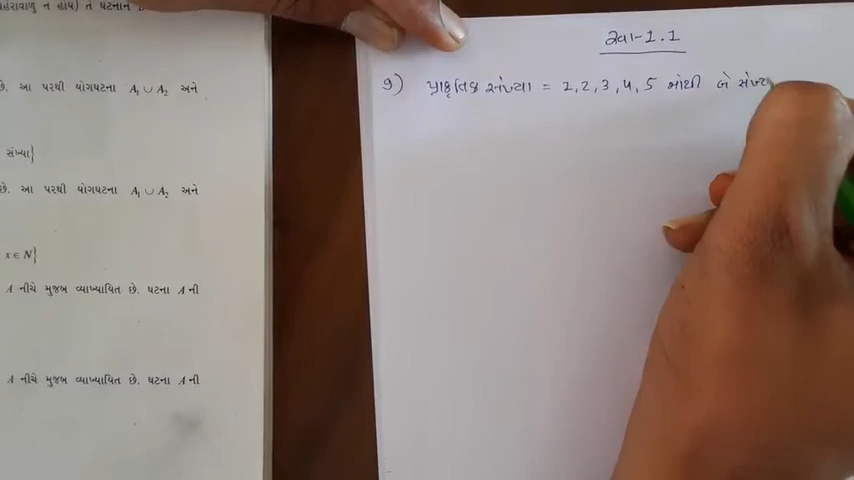 છે. આ પરથી યોગઘટના A₁ ∪ A₂ અને
સંખ્યા}
છે. આ પરથી યોગઘટના A₁ ∪ A₂ અને
x ∈ N}
A નીચે મુજબ વ્યાખ્યાયિત છે. ઘટના A ની
A નીચે મુજબ વ્યાખ્યાયિત છે. ઘટના A ની
સ્વા-1.1
9) પ્રાકૃતિક સંખ્યા = 1, 2, 3, 4, 5 માંથી બે સંખ્યા